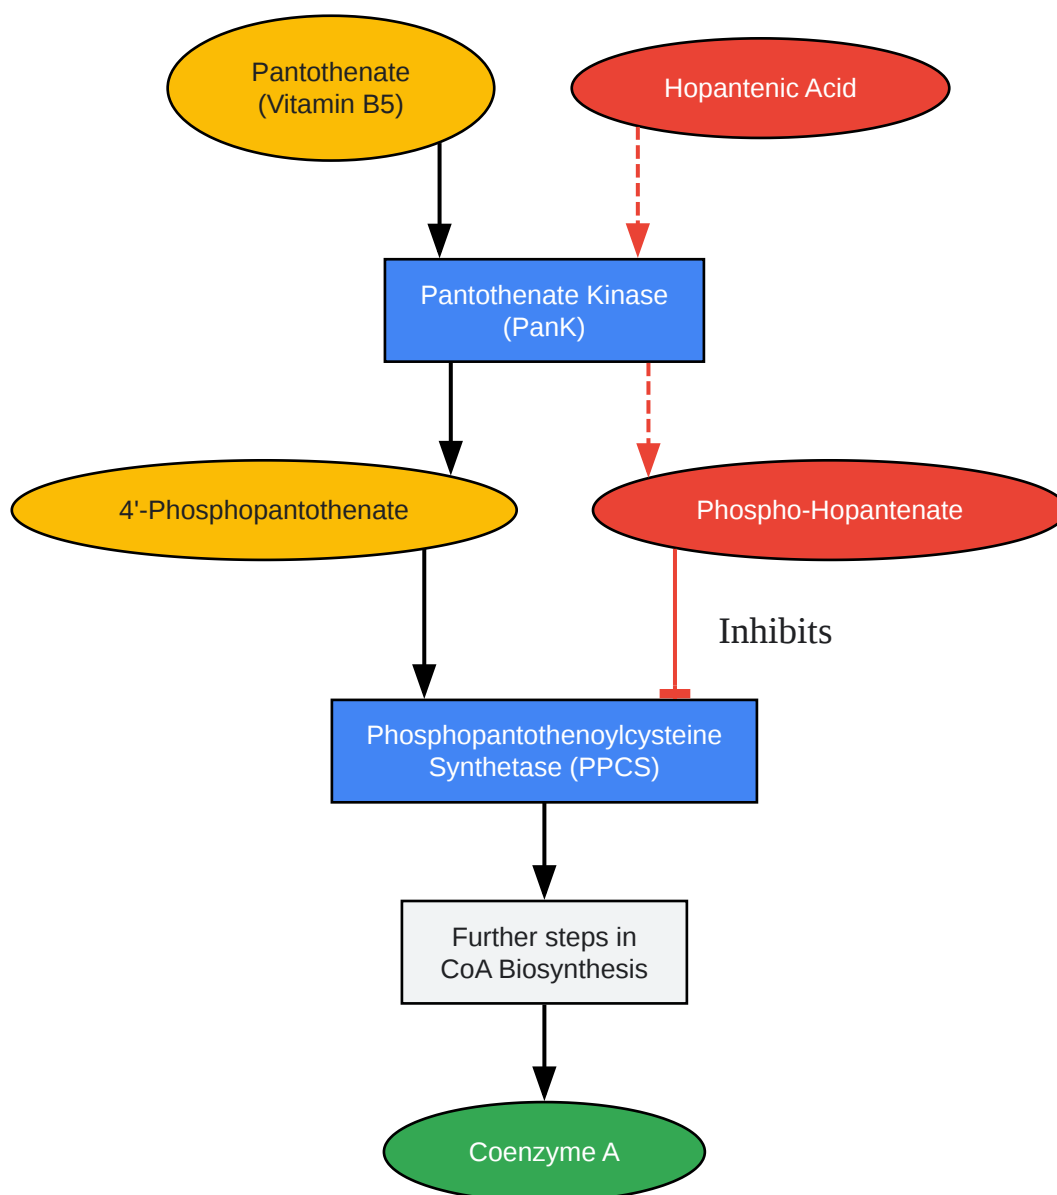 Pantothenate
(Vitamin B5)
Hopantenic Acid
Pantothenate Kinase
(PanK)
4'-Phosphopantothenate
Phospho-Hopantenate
Inhibits
Phosphopantothenoylcysteine
Synthetase (PPCS)
Further steps in
CoA Biosynthesis
Coenzyme A